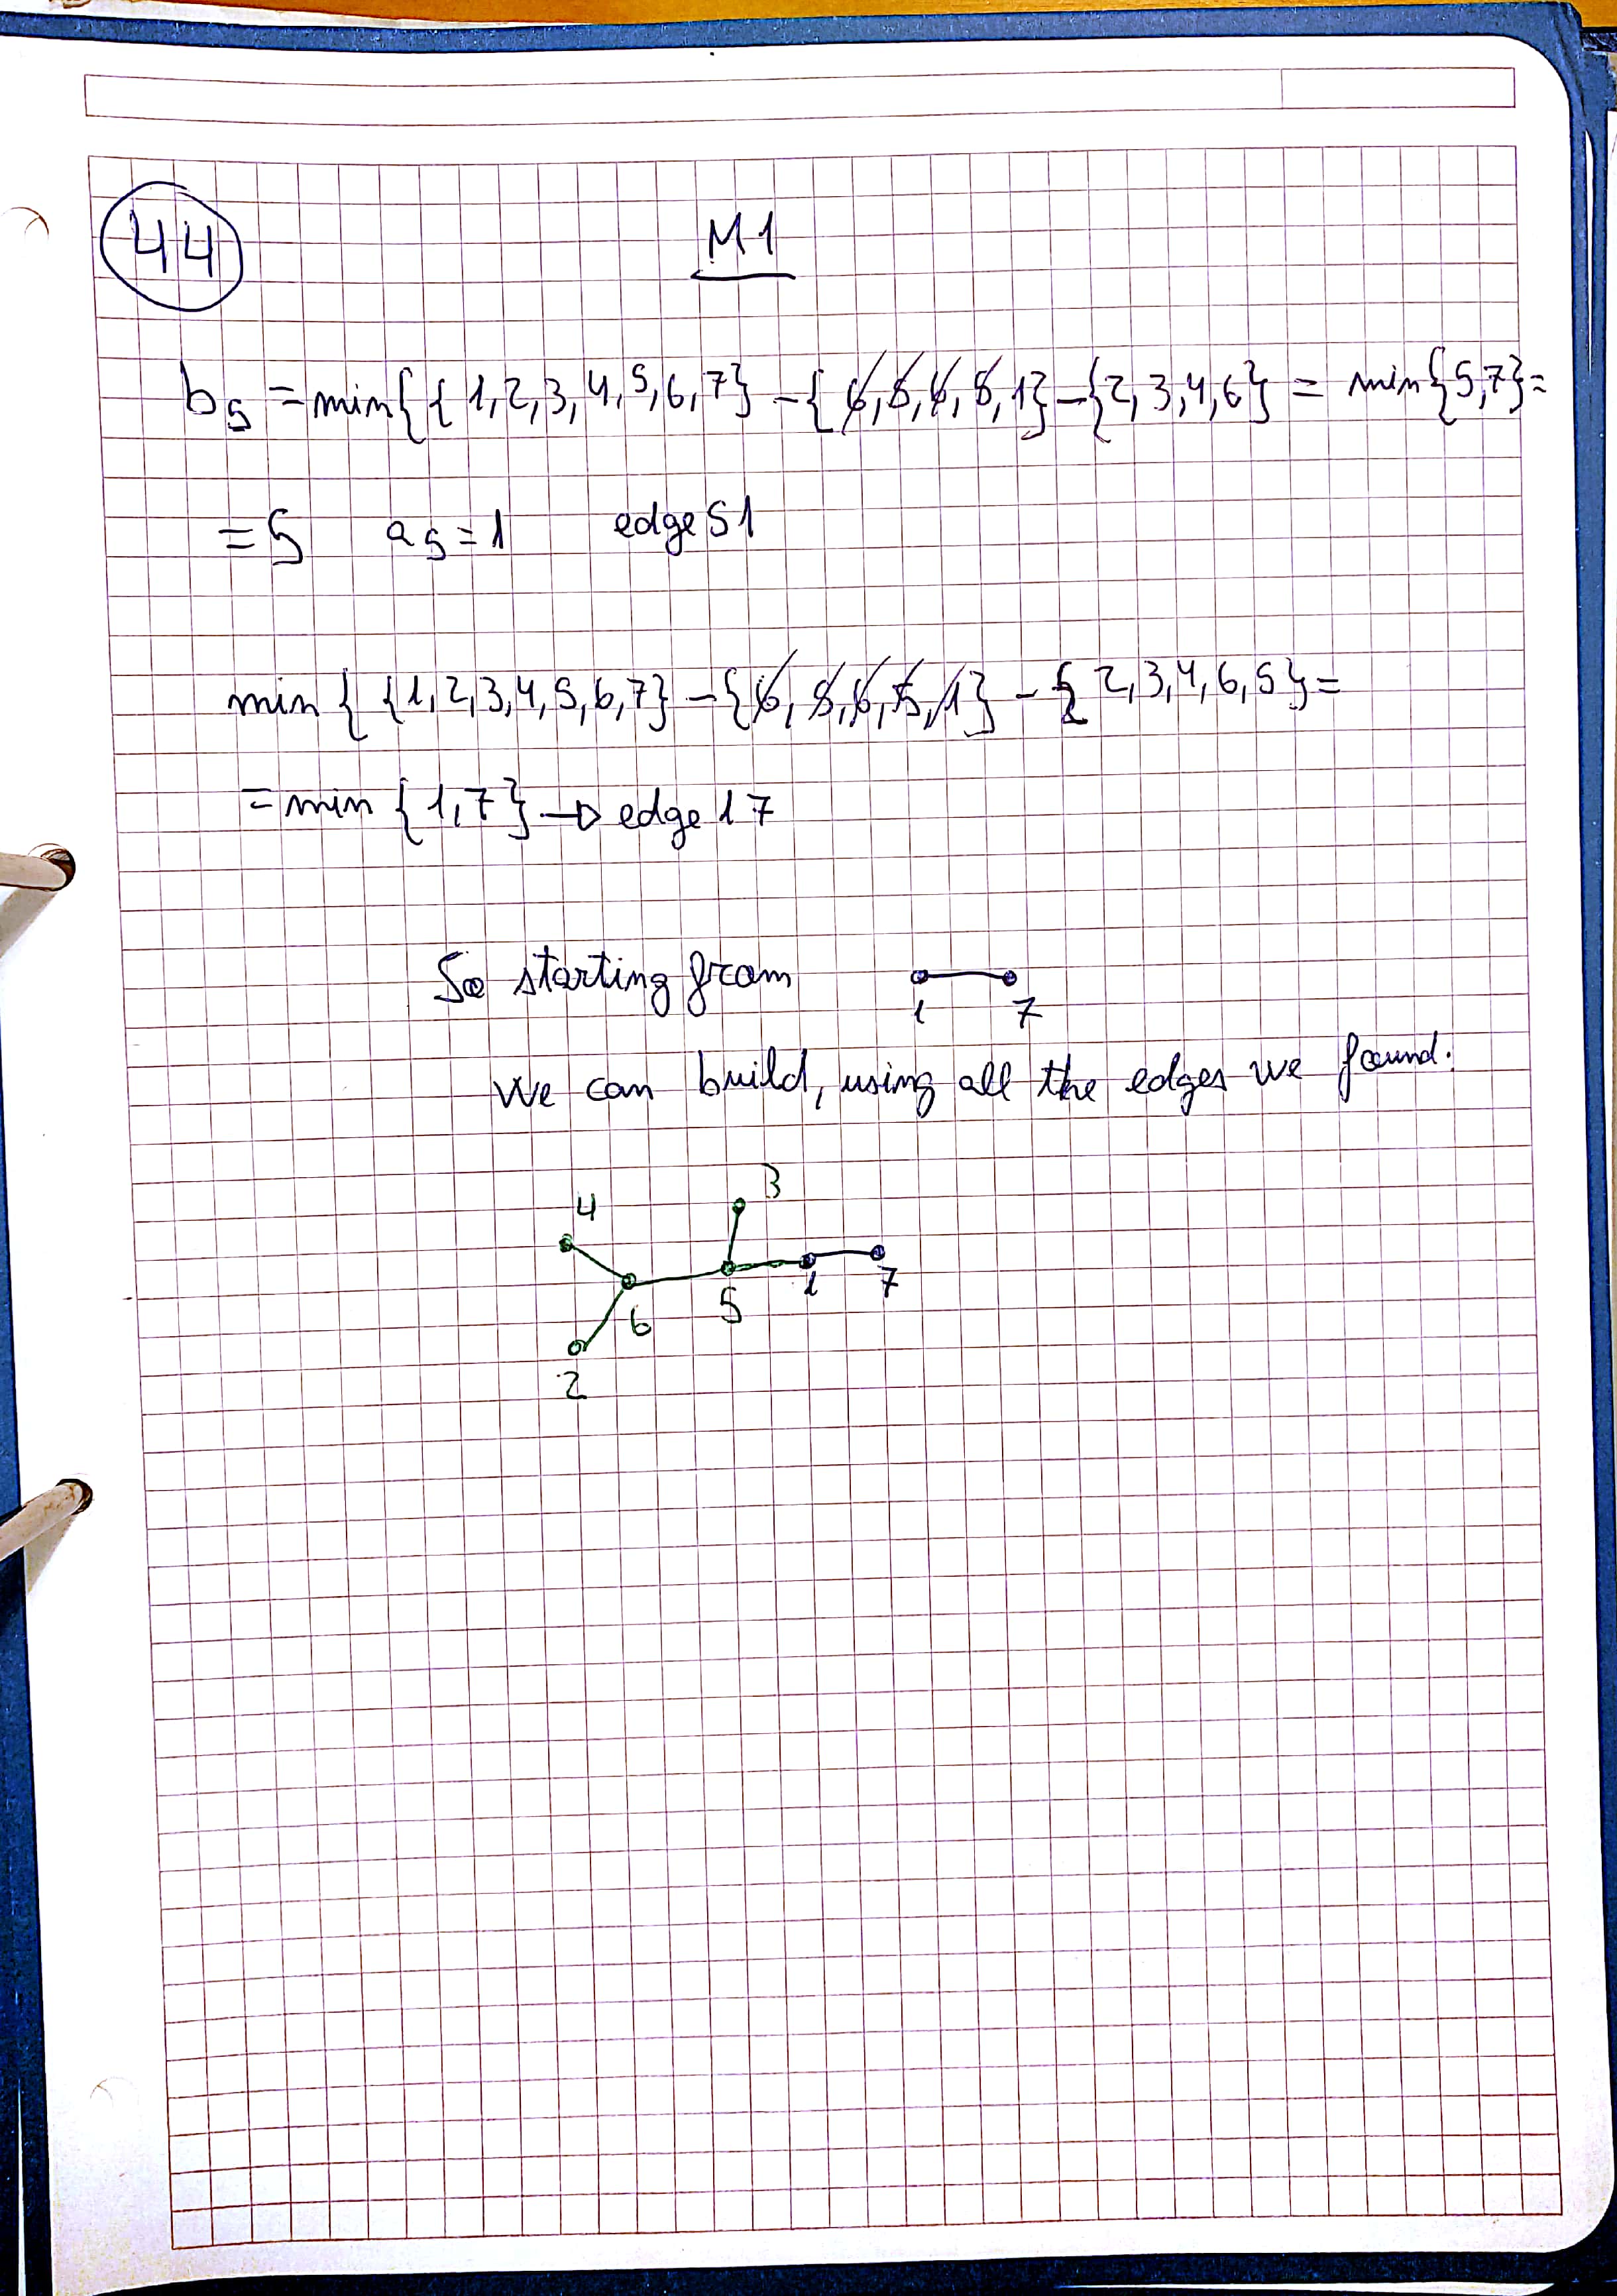 44
M1
b5 = min{ {1,2,3,4,5,6,7} - {6,5,6,5,1} - {2,3,4,6} = min{5,7} =
= 5 a5 = 1 edge 51
min { {1,2,3,4,5,6,7} - {6,5,6,5,1} - {2,3,4,6,5} =
= min {1,7} → edge 17
So starting from
1 7
We can build, using all the edges we found:
3
4
1 7
5
6
2